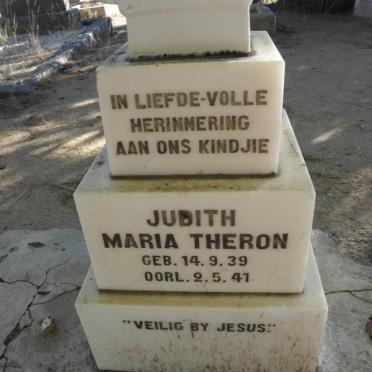 IN LIEFDE-VOLLE
HERINNERING
AAN ONS KINDJIE
JUDITH
MARIA THERON
GEB. 14.9.39
OORL. 2.5.41
"VEILIG BY JESUS."